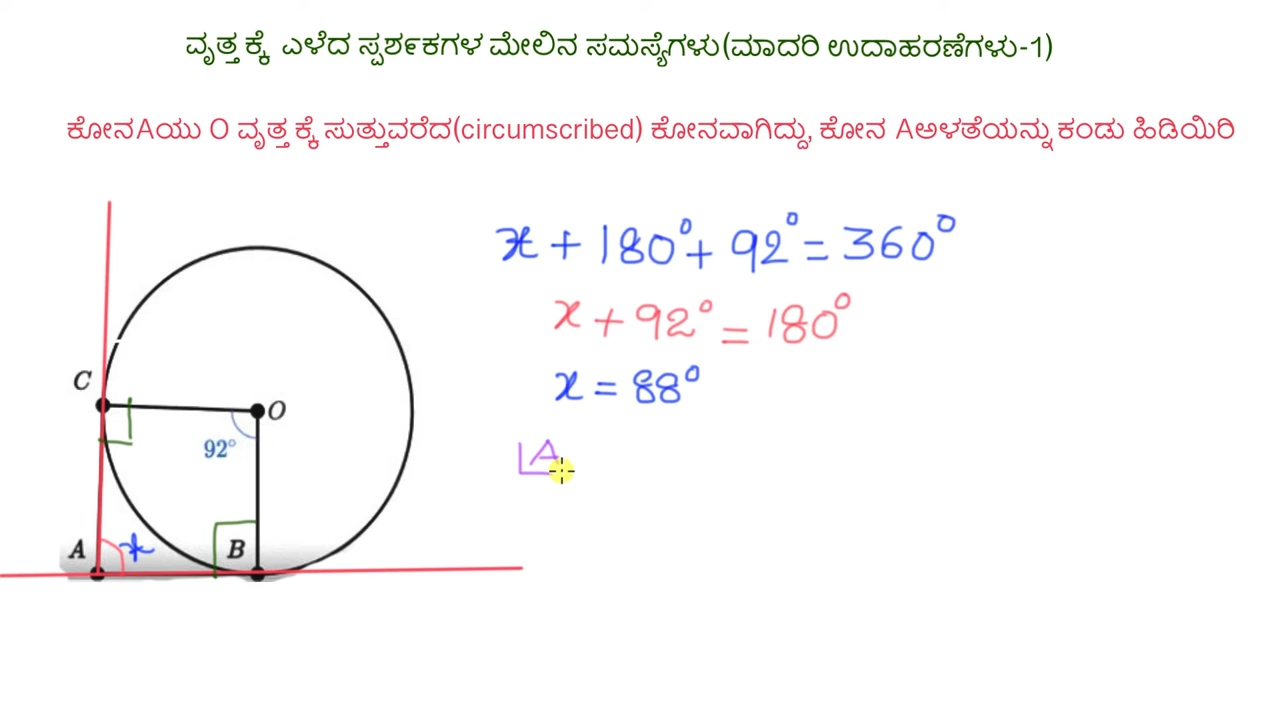 ವೃತ್ತಕ್ಕೆ ಎಳೆದ ಸ್ಪರ್ಶಕಗಳ ಮೇಲಿನ ಸಮಸ್ಯೆಗಳು(ಮಾದರಿ ಉದಾಹರಣೆಗಳು-1)
ಕೋನAಯು O ವೃತ್ತಕ್ಕೆ ಸುತ್ತುವರೆದ(circumscribed) ಕೋನವಾಗಿದ್ದು, ಕೋನ Aಅಳತೆಯನ್ನು ಕಂಡು ಹಿಡಿಯಿರಿ
x + 180° + 92° = 360°
x + 92° = 180°
x = 88°
∟A
C
O
92°
A
x
B